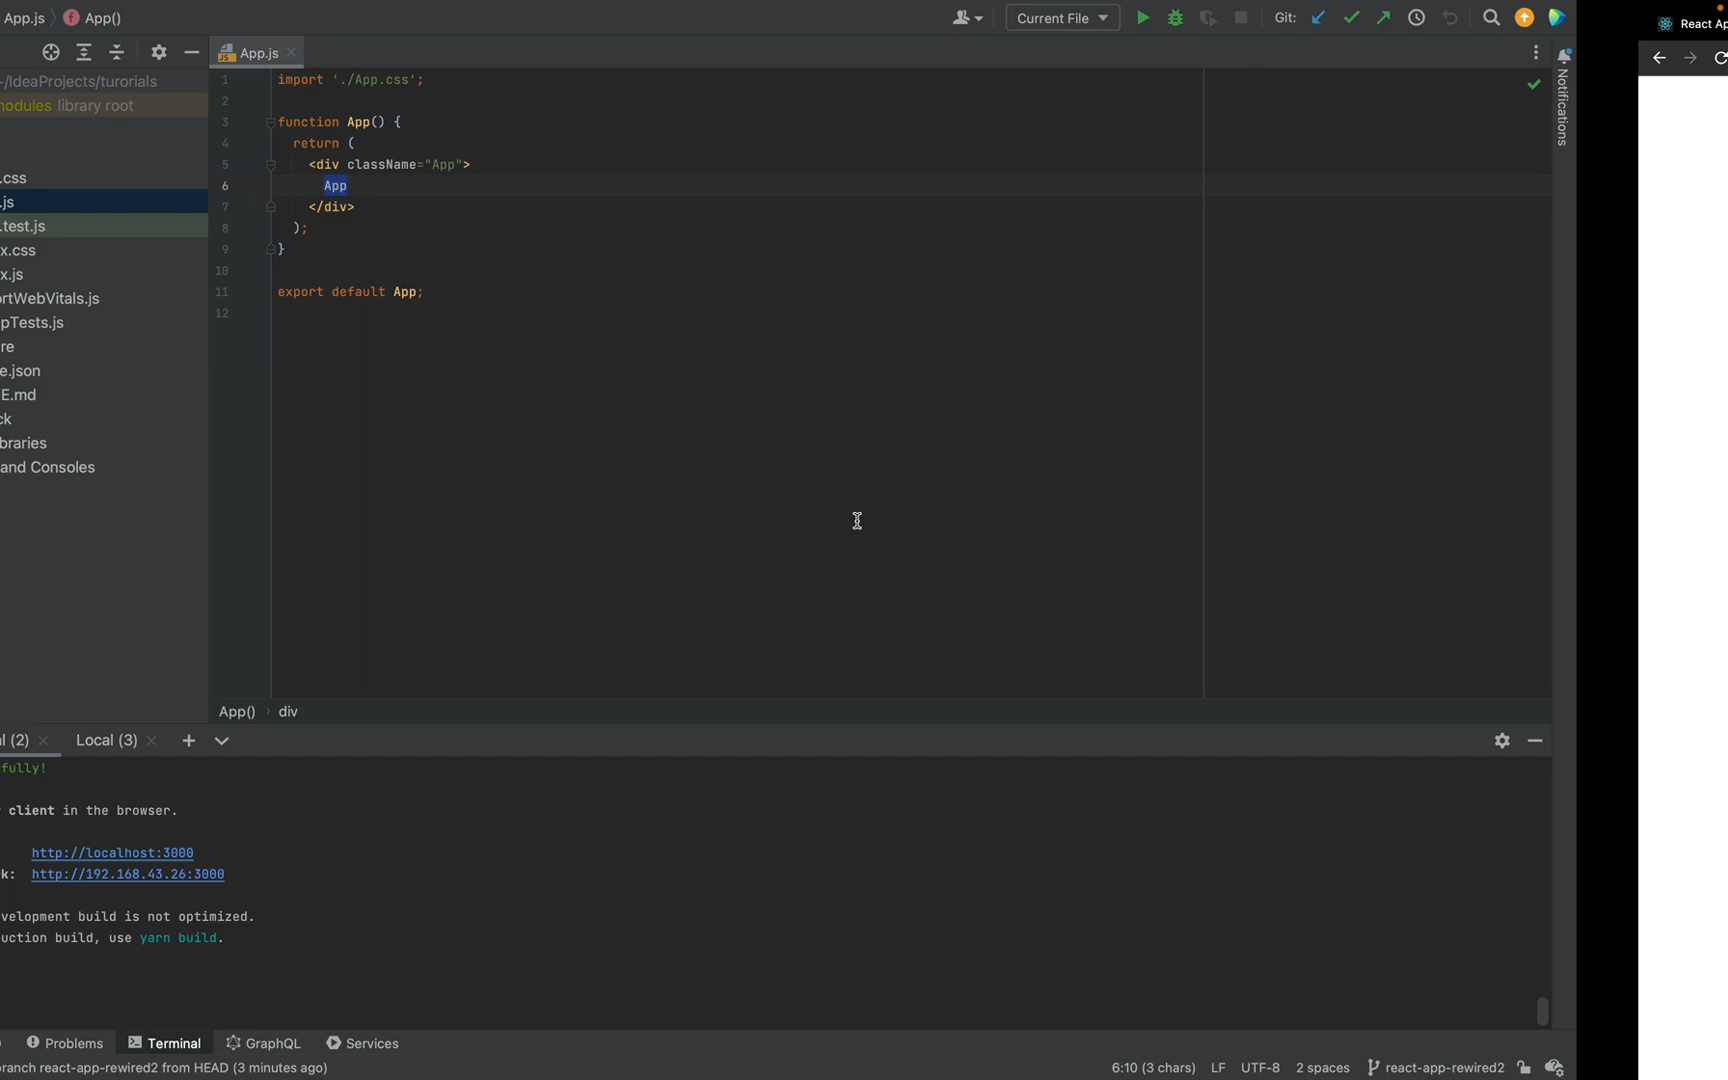 App.js
App()
Current File
Git:
React Ap
App.js
~/IdeaProjects/turorials
nodules library root
.css
.js
.test.js
x.css
x.js
ortWebVitals.js
pTests.js
re
e.json
E.md
ck
braries
and Consoles
1 import './App.css';
2
3 function App() {
4 return (
5 <div className="App">
6 App
7 </div>
8 );
9 }
10
11 export default App;
12
Notifications
App()
div
l (2)
Local (3)
fully!
client in the browser.
http://localhost:3000
k: http://192.168.43.26:3000
velopment build is not optimized.
uction build, use yarn build.
Problems
Terminal
GraphQL
Services
ranch react-app-rewired2 from HEAD (3 minutes ago)
6:10 (3 chars)
LF
UTF-8
2 spaces
react-app-rewired2